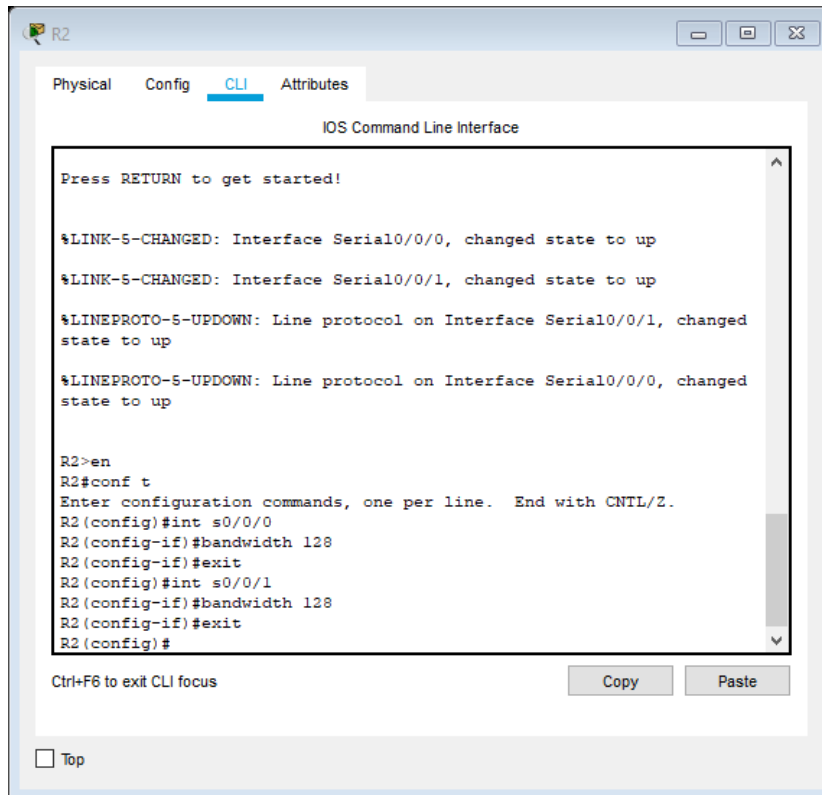 R2
Physical Config CLI Attributes
IOS Command Line Interface
Press RETURN to get started!
%LINK-5-CHANGED: Interface Serial0/0/0, changed state to up
%LINK-5-CHANGED: Interface Serial0/0/1, changed state to up
%LINEPROTO-5-UPDOWN: Line protocol on Interface Serial0/0/1, changed
state to up
%LINEPROTO-5-UPDOWN: Line protocol on Interface Serial0/0/0, changed
state to up
R2>en
R2#conf t
Enter configuration commands, one per line.  End with CNTL/Z.
R2(config)#int s0/0/0
R2(config-if)#bandwidth 128
R2(config-if)#exit
R2(config)#int s0/0/1
R2(config-if)#bandwidth 128
R2(config-if)#exit
R2(config)#
Ctrl+F6 to exit CLI focus Copy Paste
Top